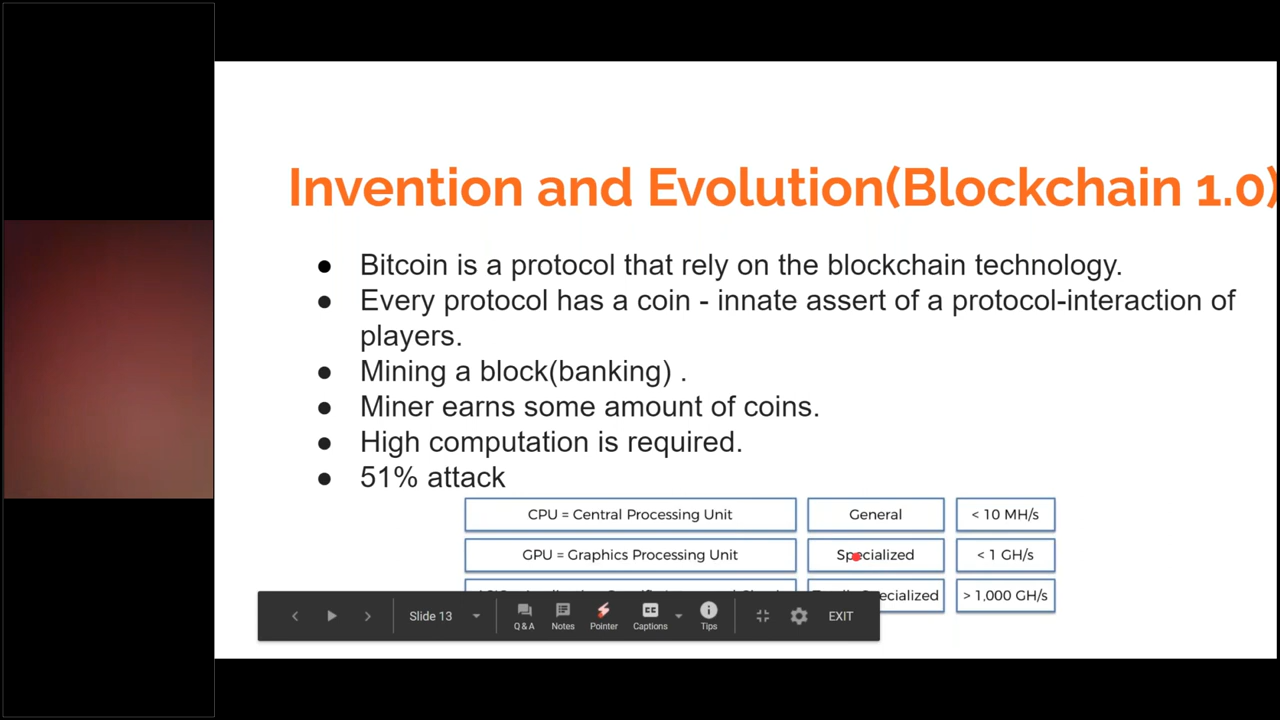 Invention and Evolution(Blockchain 1.0)
● Bitcoin is a protocol that rely on the blockchain technology.
● Every protocol has a coin - innate assert of a protocol-interaction of
players.
● Mining a block(banking) .
● Miner earns some amount of coins.
● High computation is required.
● 51% attack
CPU = Central Processing Unit General < 10 MH/s
GPU = Graphics Processing Unit Specialized < 1 GH/s
> 1,000 GH/s
Slide 13 Q & A Notes Pointer Captions Tips EXIT